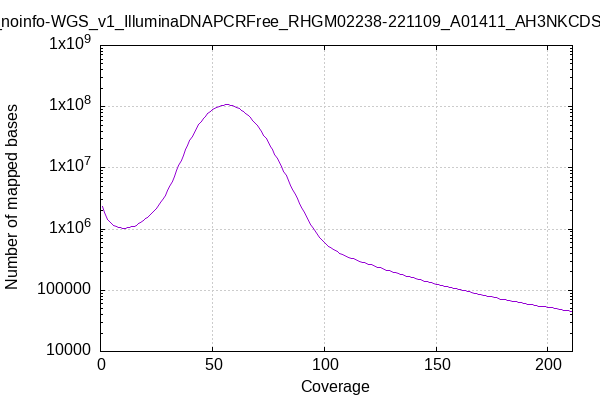 _noinfo-WGS_v1_IlluminaDNAPCRFree_RHGM02238-221109_A01411_AH3NKCDS
1x10^9
1x10^8
1x10^7
1x10^6
100000
10000
Number of mapped bases
0 50 100 150 200
Coverage